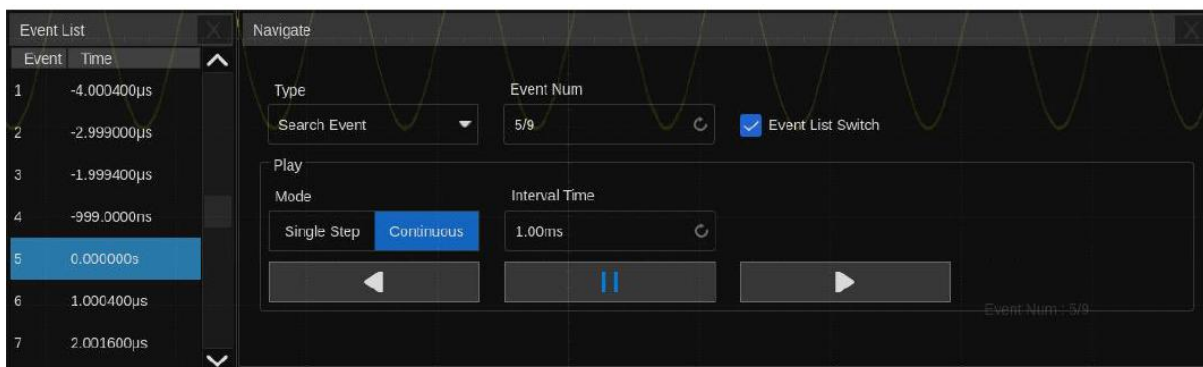 Event List
X
Event Time
1 -4.000400µs
2 -2.999000µs
3 -1.999400µs
4 -999.0000ns
5 0.000000s
6 1.000400µs
7 2.001600µs
Navigate
X
Type
Search Event
Event Num
5/9
Event List Switch
Play
Mode
Single Step Continuous
Interval Time
1.00ms
Event Num : 5/9